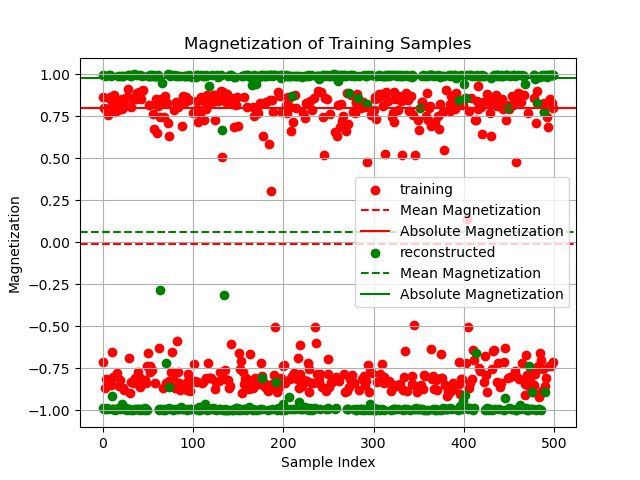 Magnetization of Training Samples
Magnetization
1.00
0.75
0.50
0.25
0.00
−0.25
−0.50
−0.75
−1.00
training
Mean Magnetization
Absolute Magnetization
reconstructed
Mean Magnetization
Absolute Magnetization
0 100 200 300 400 500
Sample Index